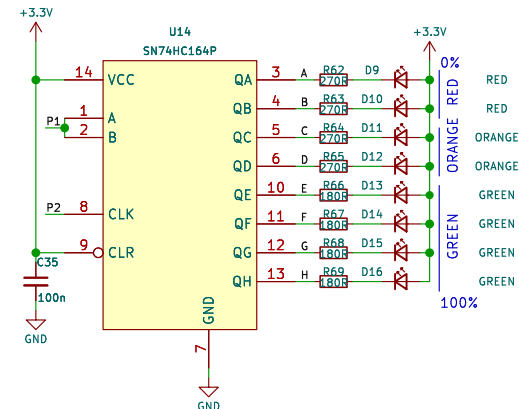 +3.3V
U14
SN74HC164P
+3.3V
0%
14 VCC
QA 3 A R62 270R D9 RED
1 A
QB 4 B R63 270R D10 RED
P1
2 B
QC 5 C R64 270R D11 ORANGE
QD 6 D R65 270R D12 ORANGE
QE 10 E R66 180R D13 GREEN
P2 8 CLK
QF 11 F R67 180R D14 GREEN
9 CLR
QG 12 G R68 180R D15 GREEN
QH 13 H R69 180R D16 GREEN
RED
ORANGE
GREEN
100%
C35
100n
GND
GND
7
GND